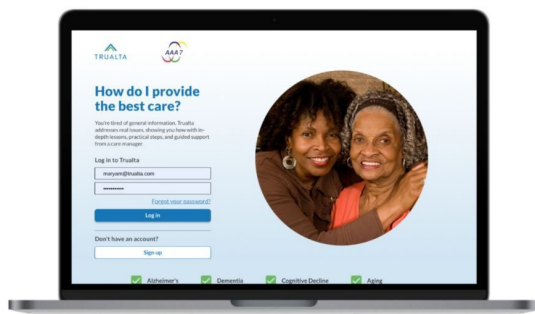 TRUALTA
AAA7
How do I provide
the best care?
You're tired of general information. Trualta
addresses real issues, showing you how with in-
depth lessons, practical steps, and guided support
from a care manager.
Log in to Trualta
maryam@trualta.com
Forgot your password?
Log in
Don't have an account?
Sign up
Alzheimer's
Dementia
Cognitive Decline
Aging